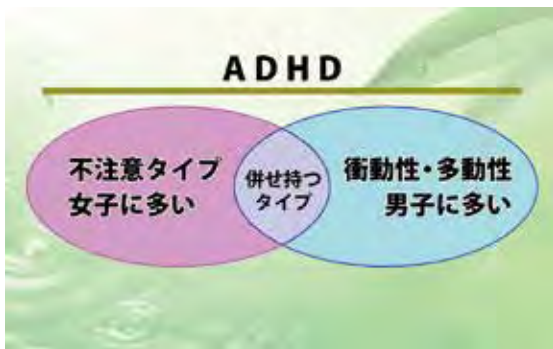 ADHD
不注意タイプ
女子に多い
併せ持つ
タイプ
衝動性・多動性
男子に多い